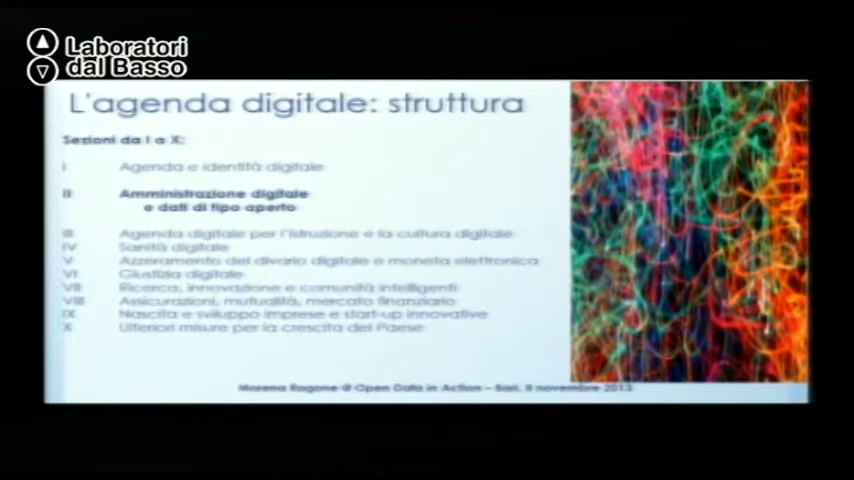 Laboratori
dal Basso
L'agenda digitale: struttura
Sezioni da I a X:
I Agenda e identità digitale
II Amministrazione digitale
e dati di tipo aperto
III Agenda digitale per l'istruzione e la cultura digitale
IV Sanità digitale
V Azzeramento del divario digitale e moneta elettronica
VI Giustizia digitale
VII Ricerca, innovazione e comunità intelligenti
VIII Assicurazioni, mutualità, mercato finanziario
IX Nascita e sviluppo imprese e start-up innovative
X Ulteriori misure per la crescita del Paese
Morena Ragone @ Open Data in Action – Bari, 8 novembre 2013